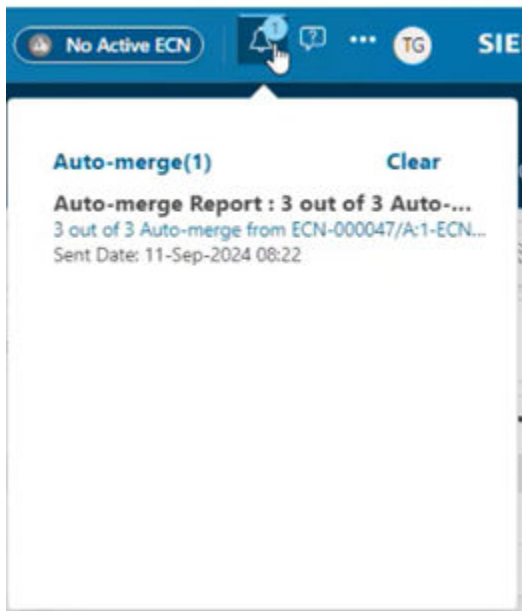 No Active ECN
1
TG
SIE
Auto-merge(1)
Clear
Auto-merge Report : 3 out of 3 Auto-...
3 out of 3 Auto-merge from ECN-000047/A:1-ECN...
Sent Date: 11-Sep-2024 08:22